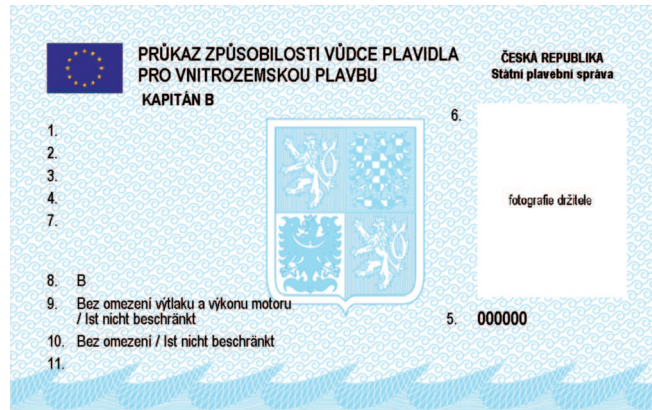 PRŮKAZ ZPŮSOBILOSTI VŮDCE PLAVIDLA
PRO VNITROZEMSKOU PLAVBU
KAPITÁN B
ČESKÁ REPUBLIKA
Státní plavební správa
1.
2.
3.
4.
7.
6.
fotografie držitele
8. B
9. Bez omezení výtlaku a výkonu motoru
/ Ist nicht beschränkt
10. Bez omezení / Ist nicht beschränkt
11.
5. 000000